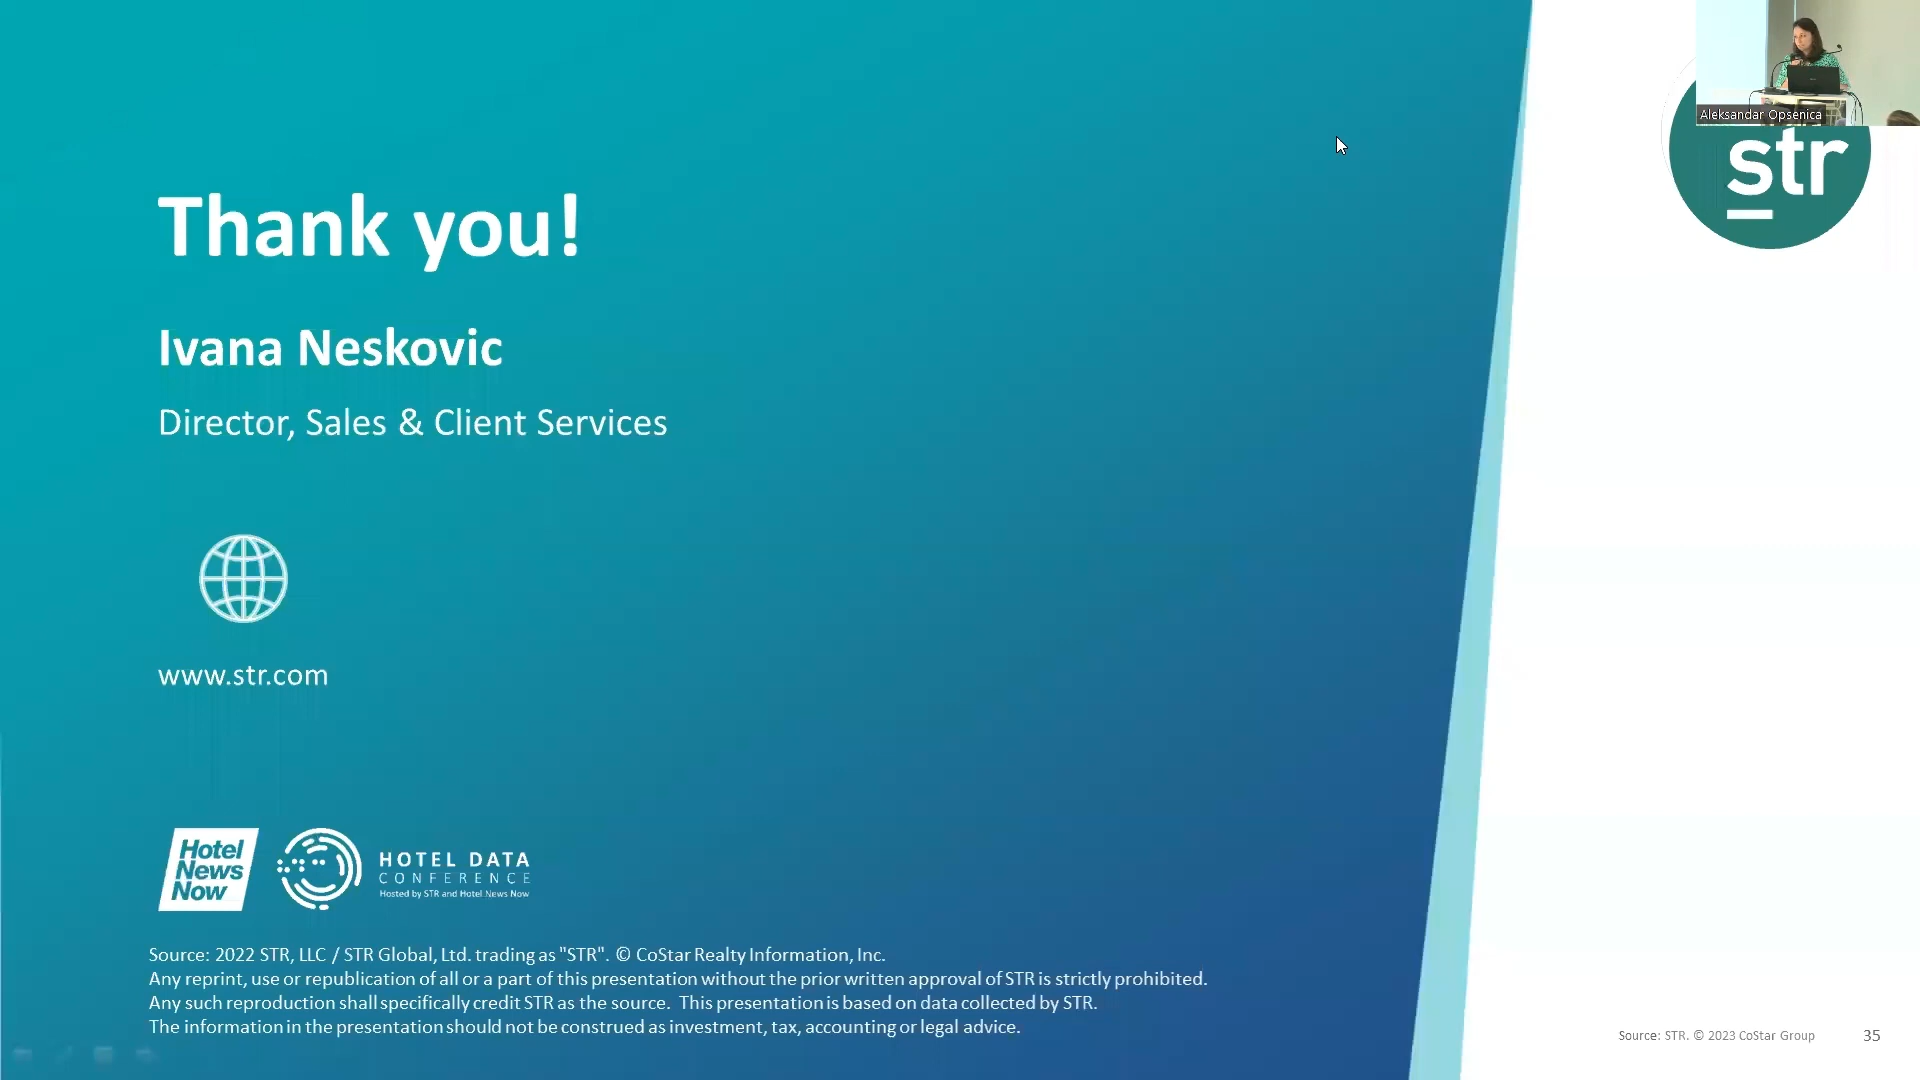 Aleksandar Opsenica
str
Thank you!
Ivana Neskovic
Director, Sales & Client Services
www.str.com
Hotel
News
Now
HOTEL DATA
CONFERENCE
Hosted by STR and Hotel News Now
Source: 2022 STR, LLC / STR Global, Ltd. trading as "STR". © CoStar Realty Information, Inc.
Any reprint, use or republication of all or a part of this presentation without the prior written approval of STR is strictly prohibited.
Any such reproduction shall specifically credit STR as the source.  This presentation is based on data collected by STR.
The information in the presentation should not be construed as investment, tax, accounting or legal advice.
Source: STR. © 2023 CoStar Group
35